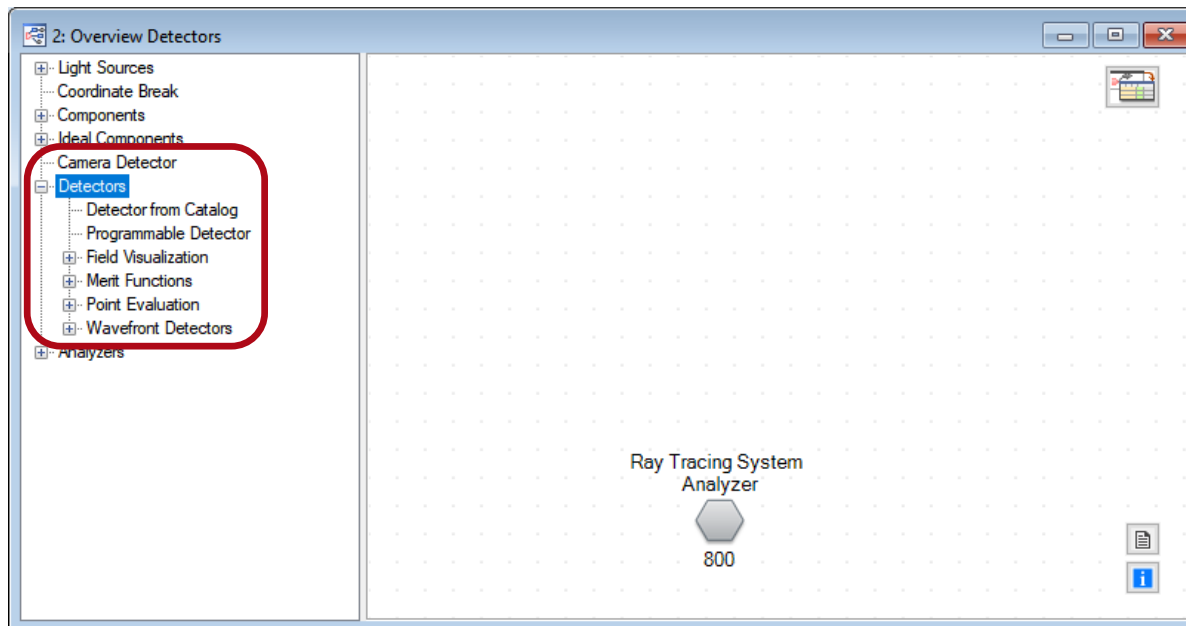 2: Overview Detectors
Light Sources
Coordinate Break
Components
Ideal Components
Camera Detector
Detectors
Detector from Catalog
Programmable Detector
Field Visualization
Merit Functions
Point Evaluation
Wavefront Detectors
Analyzers
Ray Tracing System
Analyzer
800